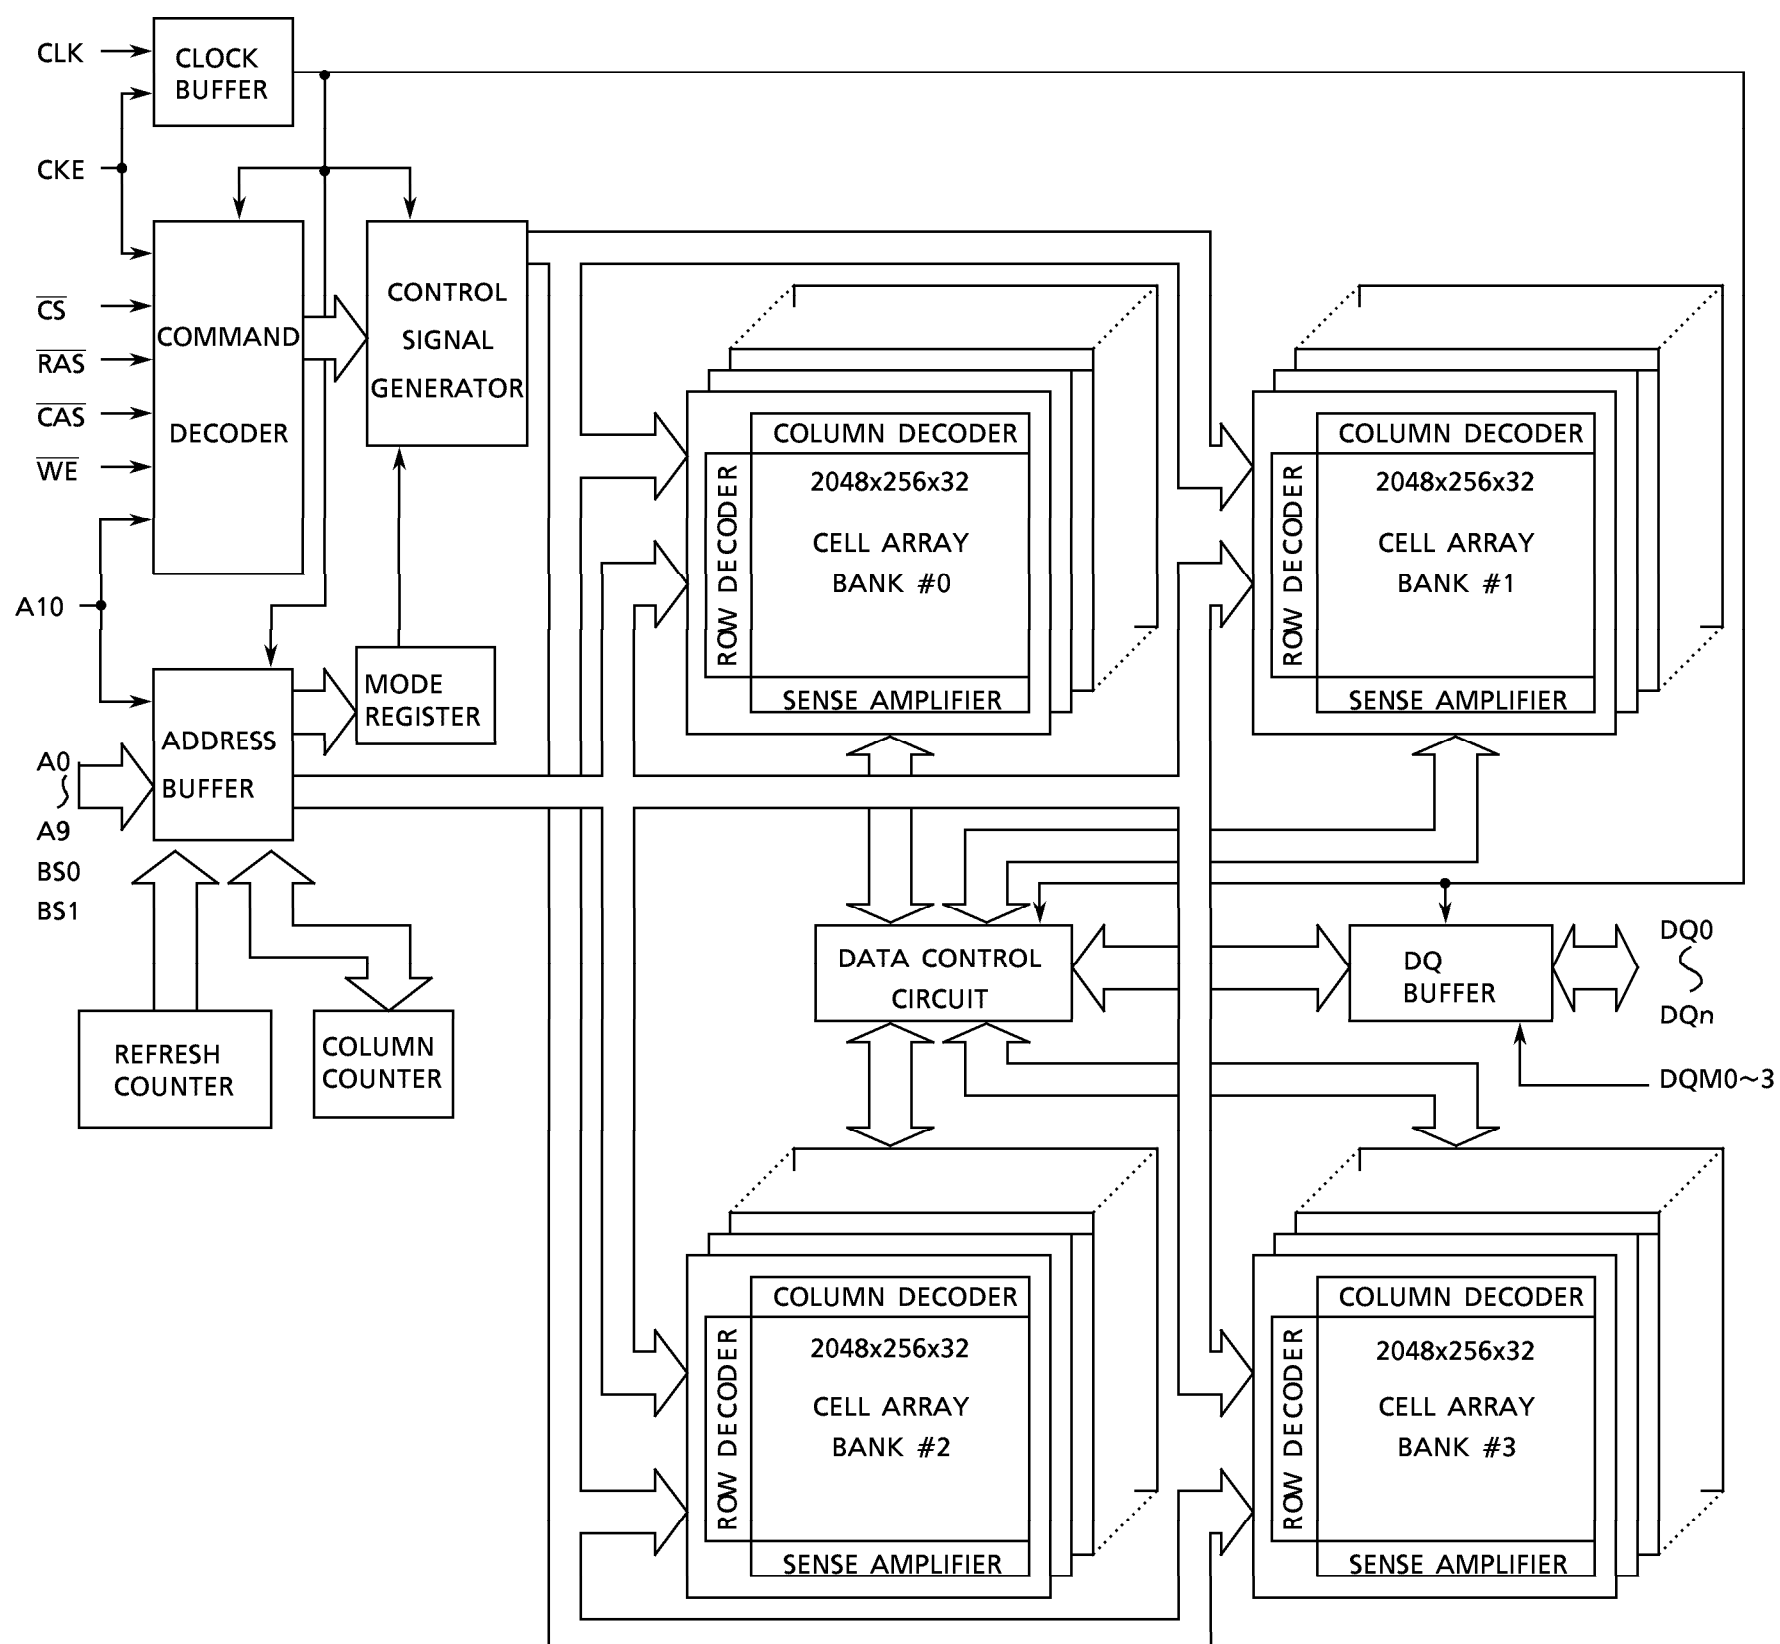 CLK
CLOCK
BUFFER
CKE
CS
RAS
CAS
WE
COMMAND
DECODER
CONTROL
SIGNAL
GENERATOR
A10
MODE
REGISTER
ADDRESS
BUFFER
A0
A9
BS0
BS1
REFRESH
COUNTER
COLUMN
COUNTER
COLUMN DECODER
ROW DECODER
2048x256x32
CELL ARRAY
BANK #0
SENSE AMPLIFIER
COLUMN DECODER
ROW DECODER
2048x256x32
CELL ARRAY
BANK #1
SENSE AMPLIFIER
DATA CONTROL
CIRCUIT
DQ
BUFFER
DQ0
DQn
DQM0~3
COLUMN DECODER
ROW DECODER
2048x256x32
CELL ARRAY
BANK #2
SENSE AMPLIFIER
COLUMN DECODER
ROW DECODER
2048x256x32
CELL ARRAY
BANK #3
SENSE AMPLIFIER